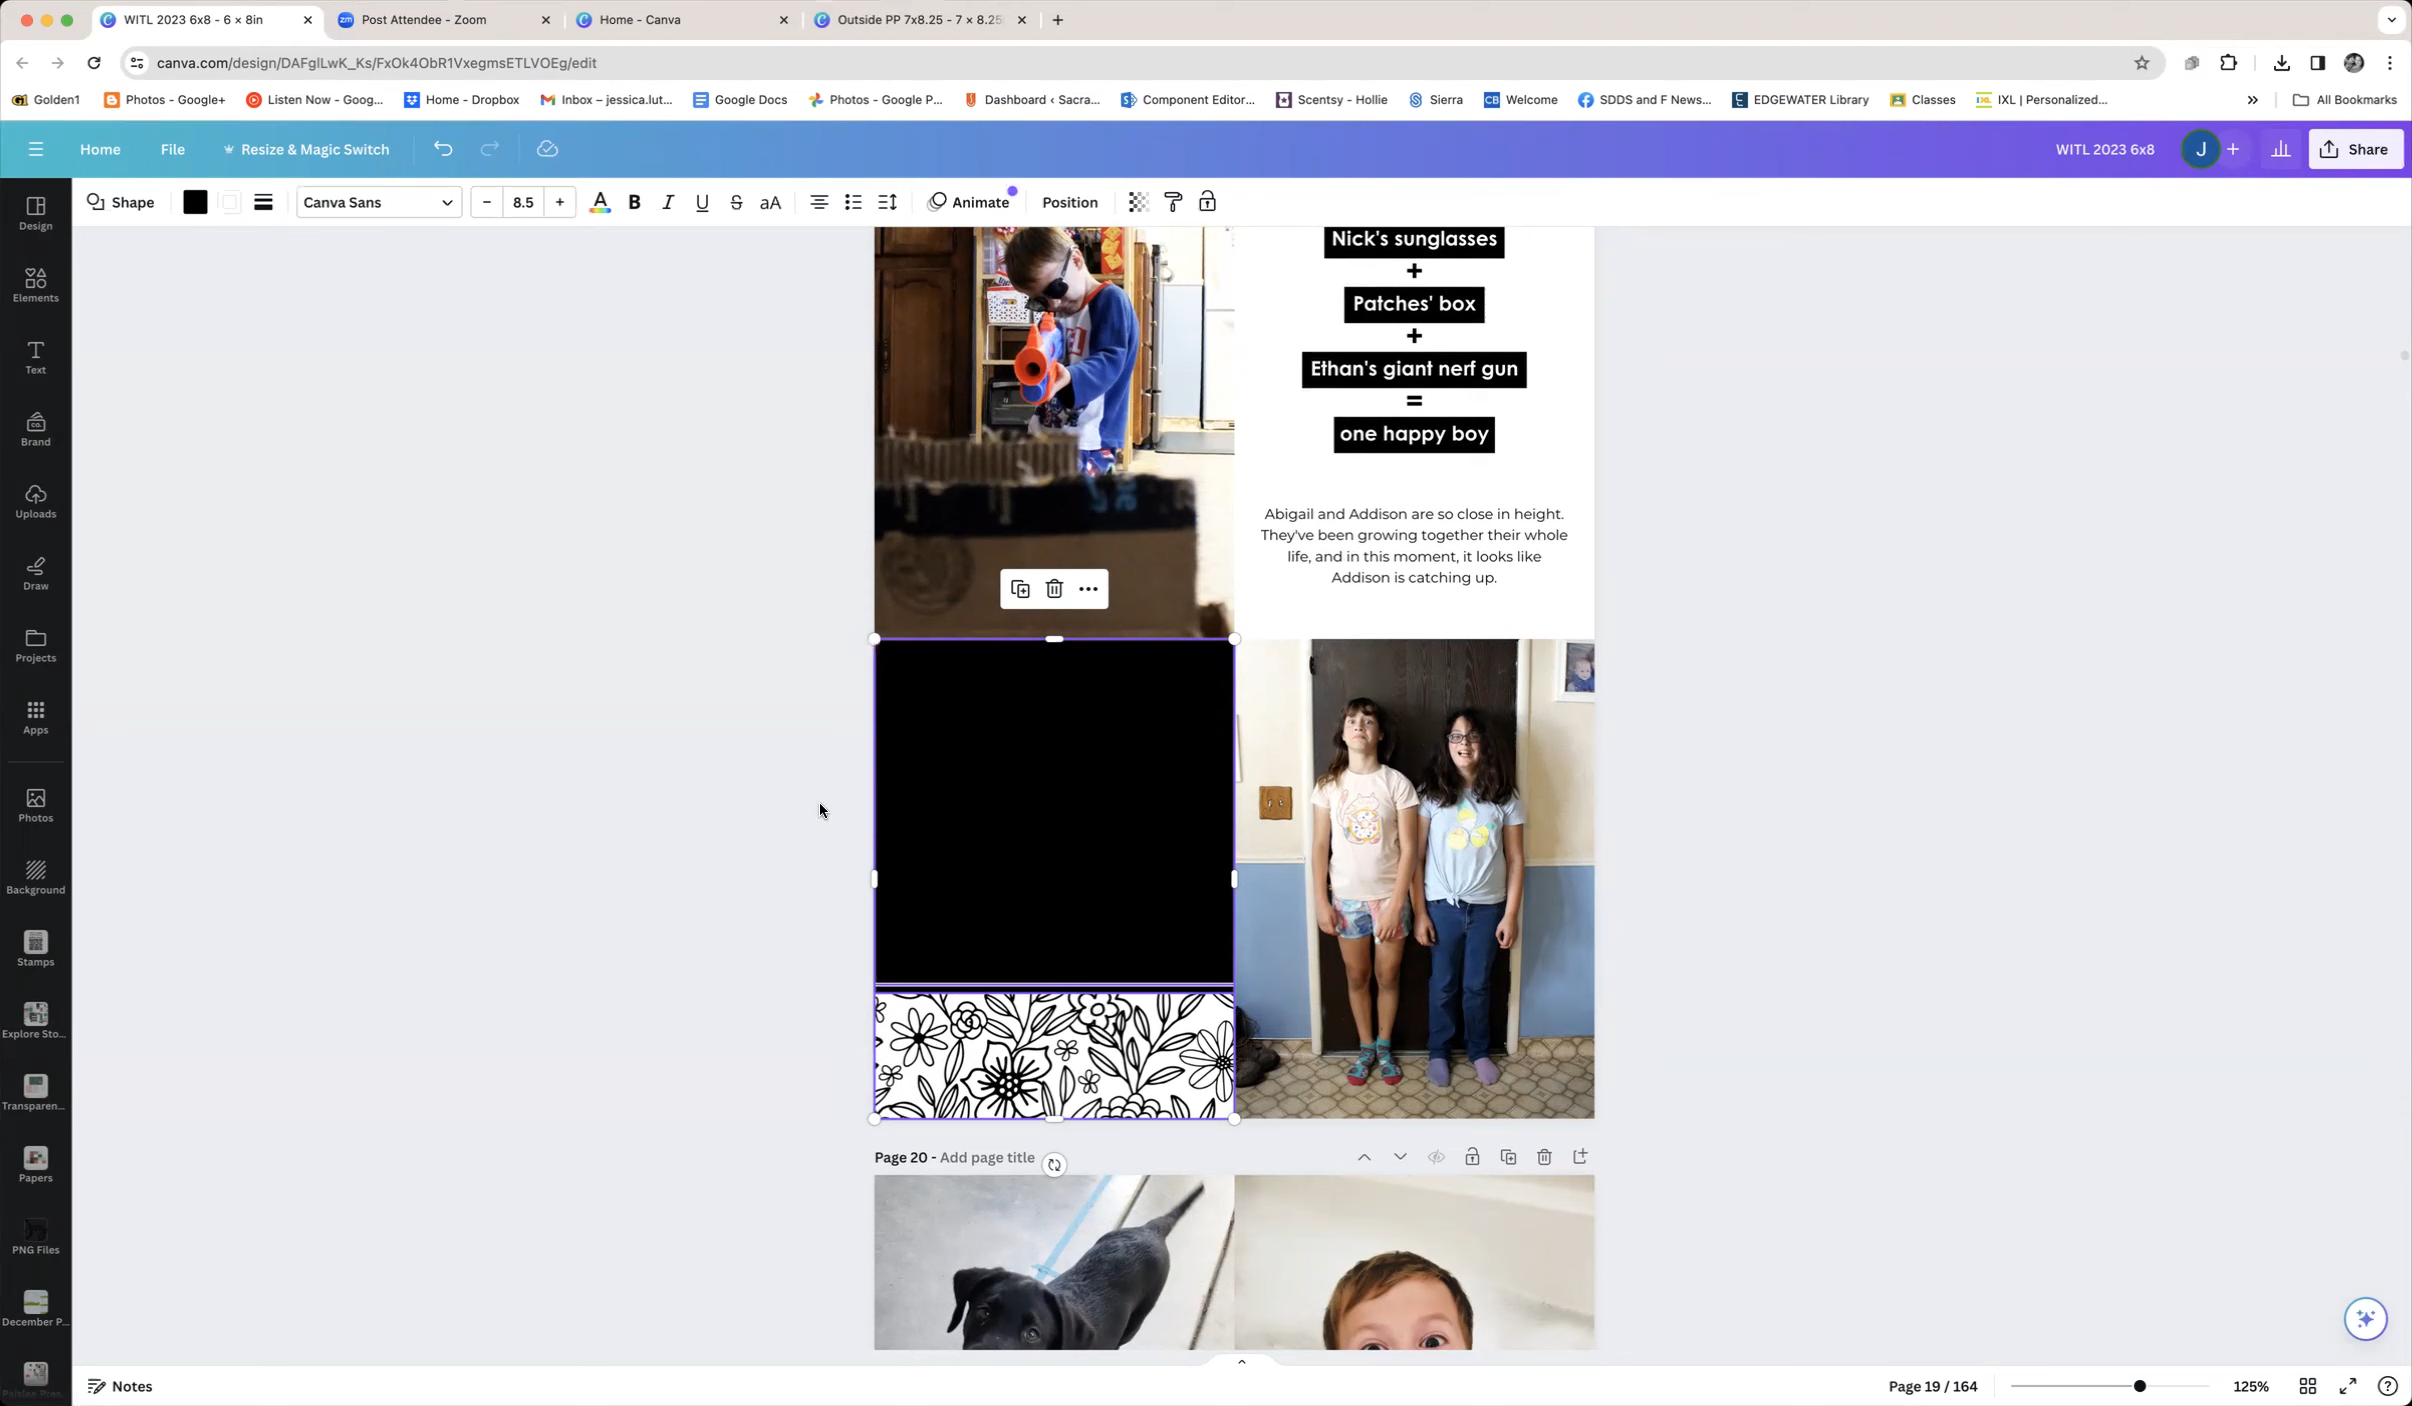 WITL 2023 6x8 - 6 × 8in
Post Attendee - Zoom
Home - Canva
Outside PP 7x8.25 - 7 × 8.25
canva.com/design/DAFglLwK_Ks/FxOk4ObR1VxegmsETLVOEg/edit
Golden1
Photos - Google+
Listen Now - Goog...
Home - Dropbox
Inbox – jessica.lut...
Google Docs
Photos - Google P...
Dashboard ‹ Sacra...
Component Editor...
Scentsy - Hollie
Sierra
Welcome
SDDS and F News...
EDGEWATER Library
Classes
IXL | Personalized...
All Bookmarks
Home
File
Resize & Magic Switch
WITL 2023 6x8
J
Share
Shape
Canva Sans
8.5
Animate
Position
Design
Elements
Text
Brand
Uploads
Draw
Projects
Apps
Photos
Background
Stamps
Explore Sto...
Transparen...
Papers
PNG Files
December P...
Nick's sunglasses
+
Patches' box
+
Ethan's giant nerf gun
=
one happy boy
Abigail and Addison are so close in height.
They've been growing together their whole
life, and in this moment, it looks like
Addison is catching up.
Page 20 - Add page title
Notes
Page 19 / 164
125%